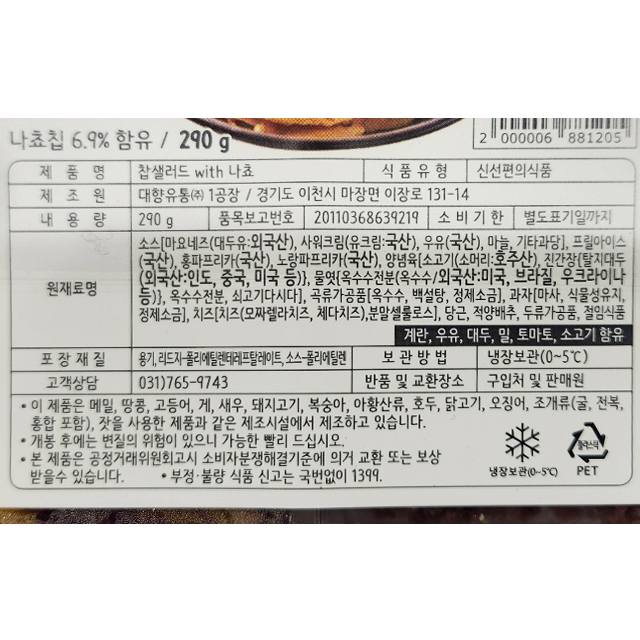 나쵸칩 6.9% 함유 / 290 g
2 000006 881205
제 품 명 찹샐러드 with 나쵸 식 품 유 형 신선편의식품
제 조 원 대향유통㈜ 1공장 / 경기도 이천시 마장면 이장로 131-14
내 용 량 290 g 품목보고번호 20110368639219 소 비 기 한 별도표기일까지
원재료명
소스[마요네즈(대두유:외국산), 사워크림(유크림:국산), 우유(국산), 마늘, 기타과당], 프릴아이스
(국산), 홍파프리카(국산), 노랑파프리카(국산), 양념육(소고기(소머리:호주산), 진간장(탈지대두
(외국산:인도, 중국, 미국 등)}, 물엿(옥수수전분(옥수수/외국산:미국, 브라질, 우크라이나
등)}, 옥수수전분, 쇠고기다시다], 곡류가공품[옥수수, 백설탕, 정제소금], 과자[마사, 식물성유지,
정제소금], 치즈[치즈(모짜렐라치즈, 체다치즈),분말셀룰로스], 당근, 적양배추, 두류가공품, 절임식품
계란, 우유, 대두, 밀, 토마토, 소고기 함유
포 장 재 질 용기, 리드지-폴리에틸렌테레프탈레이트, 소스-폴리에틸렌 보 관 방 법 냉장보관(0~5℃)
고객상담 031)765-9743 반품 및 교환장소 구입처 및 판매원
• 이 제품은 메밀, 땅콩, 고등어, 게, 새우, 돼지고기, 복숭아, 아황산류, 호두, 닭고기, 오징어, 조개류(굴, 전복,
홍합 포함), 잣을 사용한 제품과 같은 제조시설에서 제조하고 있습니다.
• 개봉 후에는 변질의 위험이 있으니 가능한 빨리 드십시오.
• 본 제품은 공정거래위원회고시 소비자분쟁해결기준에 의거 교환 또는 보상
받을수 있습니다. • 부정·불량 식품 신고는 국번없이 1399.
냉장보관(0~5℃)
플라스틱
PET